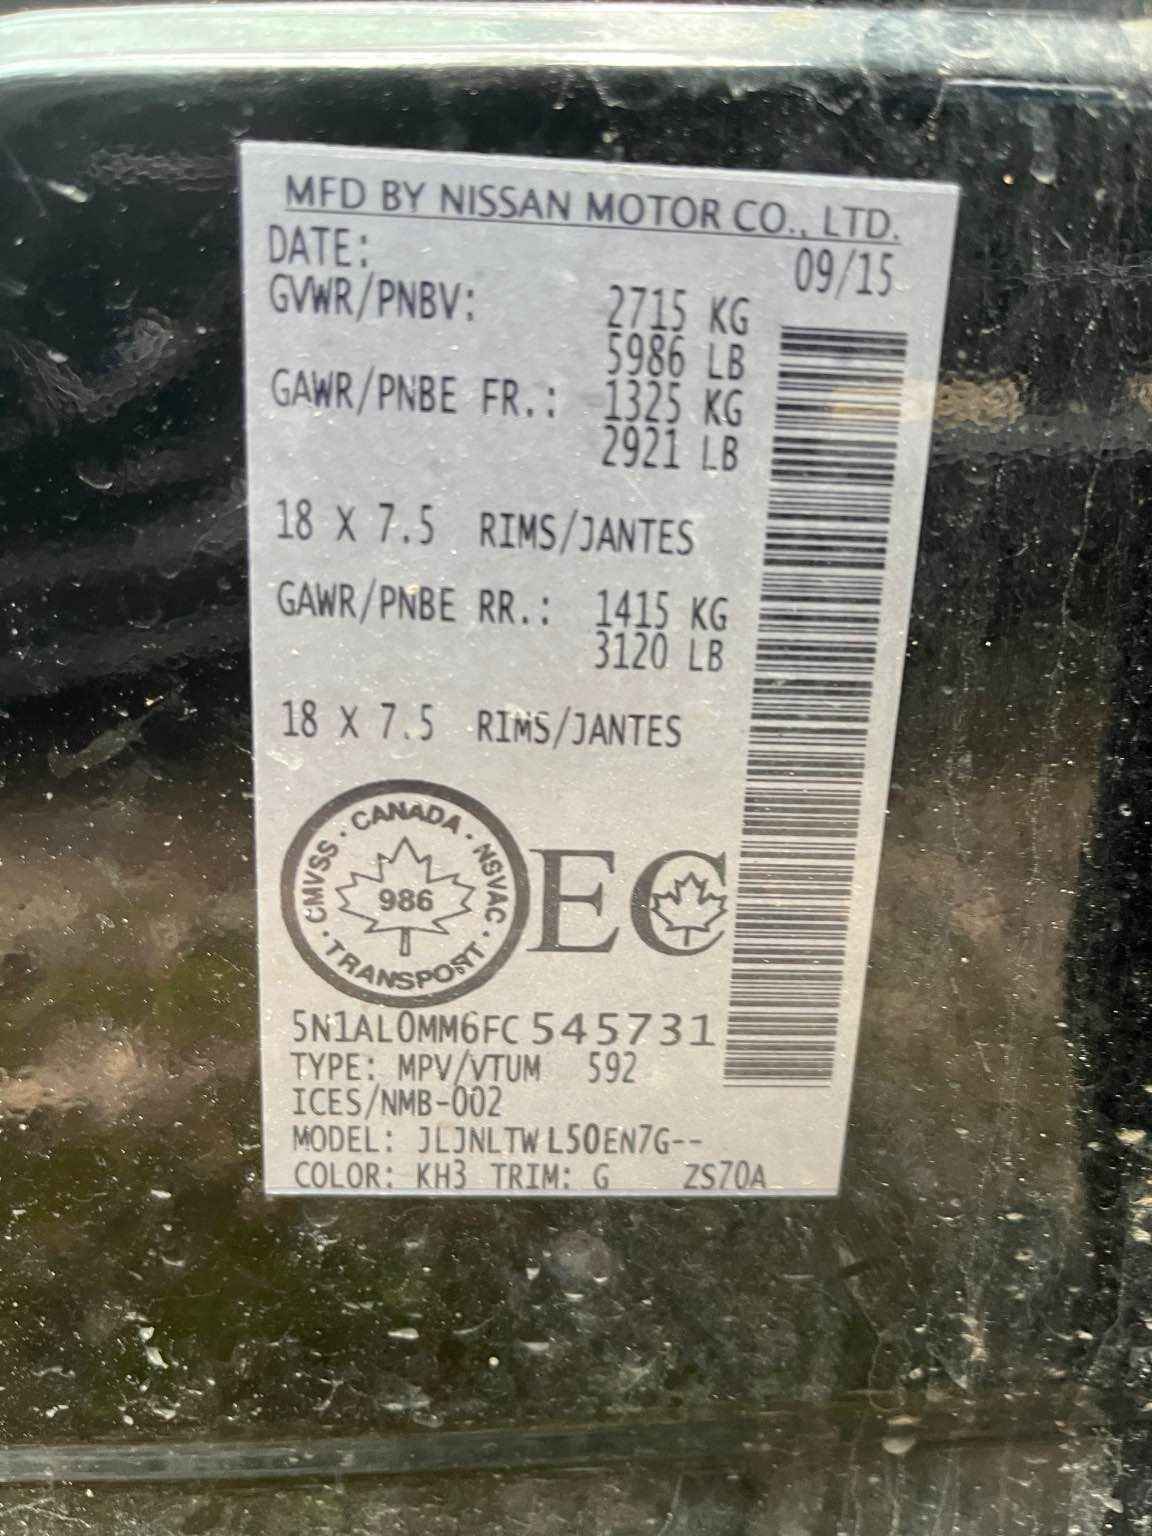 MFD BY NISSAN MOTOR CO., LTD.
DATE: 09/15
GVWR/PNBV: 2715 KG
5986 LB
GAWR/PNBE FR.: 1325 KG
2921 LB
18 X 7.5 RIMS/JANTES
GAWR/PNBE RR.: 1415 KG
3120 LB
18 X 7.5 RIMS/JANTES
CANADA · NSVAC · TRANSPORT · CMVSS ·
986
EC
5N1AL0MM6FC545731
TYPE: MPV/VTUM 592
ICES/NMB-002
MODEL: JLJNLTWL50EN7G--
COLOR: KH3 TRIM: G ZS70A